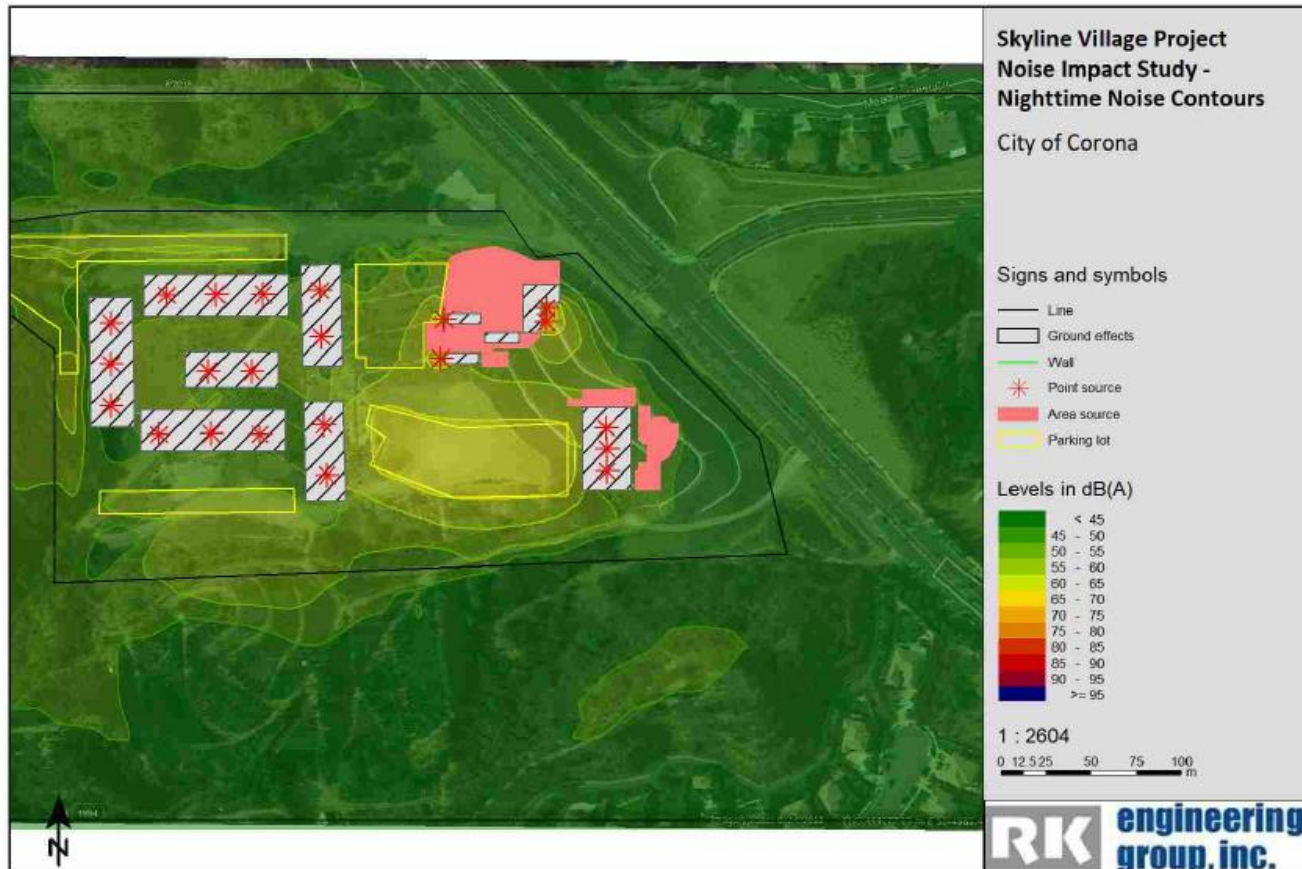 Skyline Village Project
Noise Impact Study -
Nighttime Noise Contours
City of Corona
Signs and symbols
Line
Ground effects
Wall
Point source
Area source
Parking lot
Levels in dB(A)
< 45
45 - 50
50 - 55
55 - 60
60 - 65
65 - 70
70 - 75
75 - 80
80 - 85
85 - 90
90 - 95
>= 95
1 : 2604
0 12.5 25 50 75 100
m
N
RK engineering
group, inc.